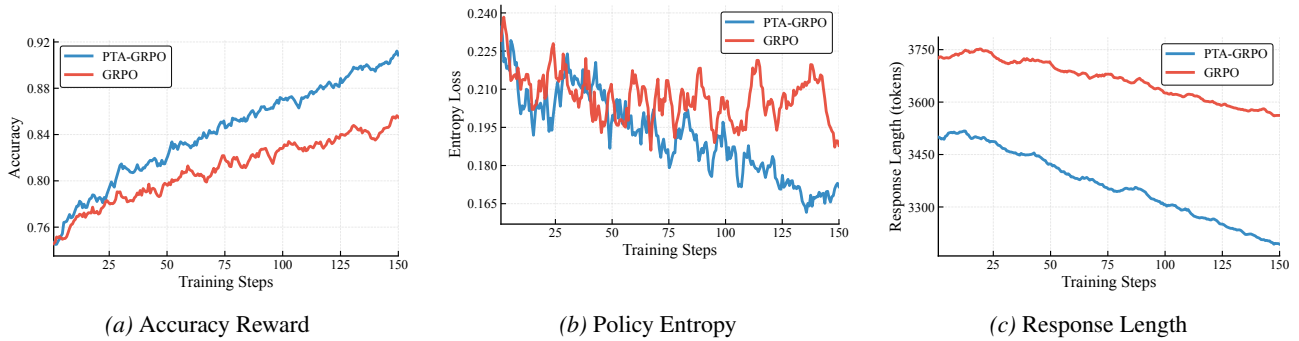 0.92
0.88
0.84
0.80
0.76
Accuracy
PTA-GRPO
GRPO
25 50 75 100 125 150
Training Steps
(a) Accuracy Reward
0.240
0.225
0.210
0.195
0.180
0.165
Entropy Loss
PTA-GRPO
GRPO
25 50 75 100 125 150
Training Steps
(b) Policy Entropy
3750
3600
3450
3300
Response Length (tokens)
PTA-GRPO
GRPO
25 50 75 100 125 150
Training Steps
(c) Response Length